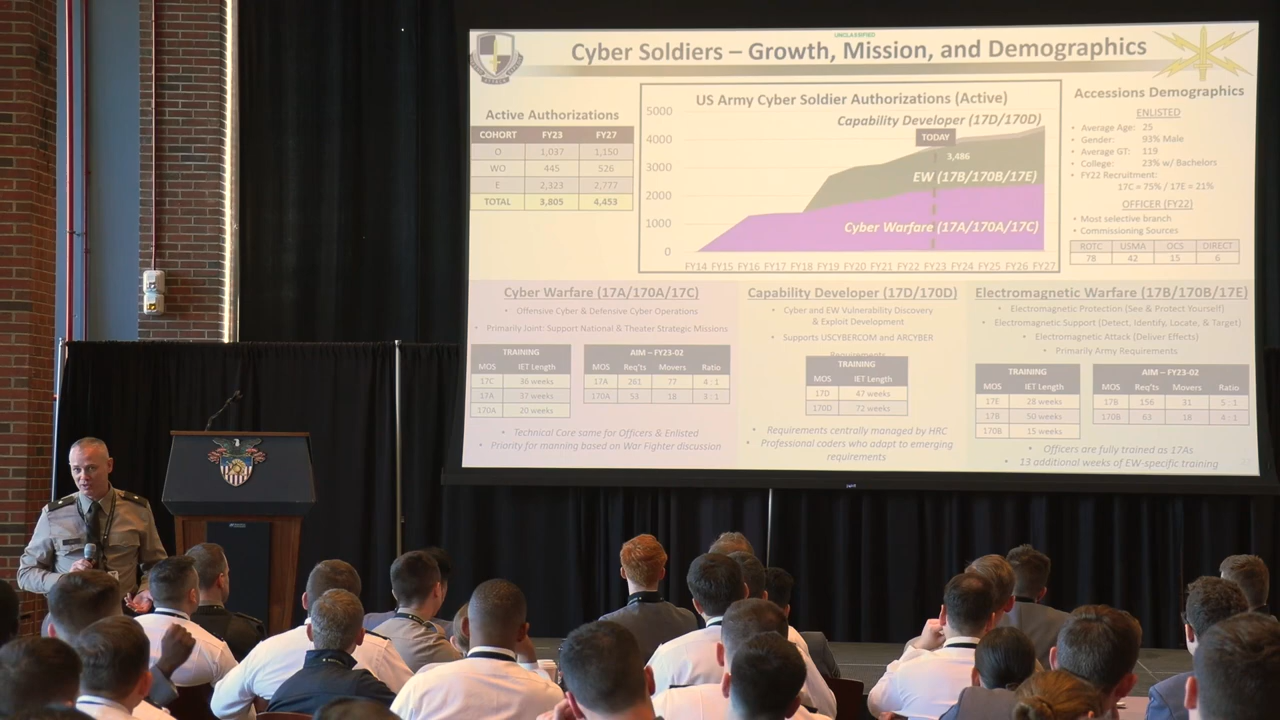 UNCLASSIFIED
Cyber Soldiers – Growth, Mission, and Demographics
Active Authorizations
COHORT FY23 FY27
O 1,037 1,150
WO 445 526
E 2,323 2,777
TOTAL 3,805 4,453
US Army Cyber Soldier Authorizations (Active)
5000
4000
3000
2000
1000
0
Capability Developer (17D/170D)
TODAY
3,486
EW (17B/170B/17E)
Cyber Warfare (17A/170A/17C)
FY14 FY15 FY16 FY17 FY18 FY19 FY20 FY21 FY22 FY23 FY24 FY25 FY26 FY27
Accessions Demographics
ENLISTED
• Average Age: 25
• Gender: 93% Male
• Average GT: 119
• College: 23% w/ Bachelors
• FY22 Recruitment:
17C = 75% / 17E = 21%
OFFICER (FY22)
• Most selective branch
• Commissioning Sources
ROTC USMA OCS DIRECT
78 42 15 6
Cyber Warfare (17A/170A/17C)
• Offensive Cyber & Defensive Cyber Operations
• Primarily Joint: Support National & Theater Strategic Missions
TRAINING
MOS IET Length
17C 36 weeks
17A 37 weeks
170A 20 weeks
AIM – FY23-02
MOS Req'ts Movers Ratio
17A 261 77 4 : 1
170A 53 18 3 : 1
• Technical Core same for Officers & Enlisted
• Priority for manning based on War Fighter discussion
Capability Developer (17D/170D)
• Cyber and EW Vulnerability Discovery
& Exploit Development
• Supports USCYBERCOM and ARCYBER
Requirements
TRAINING
MOS IET Length
17D 47 weeks
170D 72 weeks
• Requirements centrally managed by HRC
• Professional coders who adapt to emerging
requirements
Electromagnetic Warfare (17B/170B/17E)
• Electromagnetic Protection (See & Protect Yourself)
• Electromagnetic Support (Detect, Identify, Locate, & Target)
• Electromagnetic Attack (Deliver Effects)
• Primarily Army Requirements
TRAINING
MOS IET Length
17E 28 weeks
17B 50 weeks
170B 15 weeks
AIM – FY23-02
MOS Req'ts Movers Ratio
17B 156 31 5 : 1
170B 63 18 4 : 1
• Officers are fully trained as 17As
• 13 additional weeks of EW-specific training